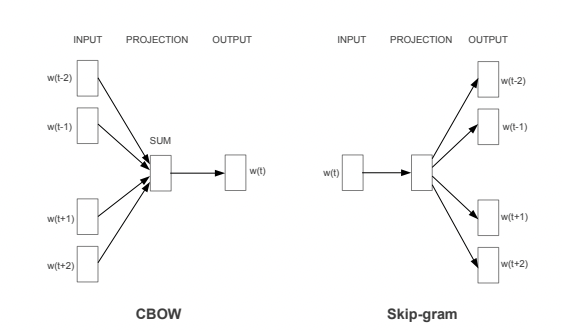 INPUT PROJECTION OUTPUT
w(t-2)
w(t-1)
SUM
w(t)
w(t+1)
w(t+2)
CBOW
INPUT PROJECTION OUTPUT
w(t-2)
w(t-1)
w(t)
w(t+1)
w(t+2)
Skip-gram